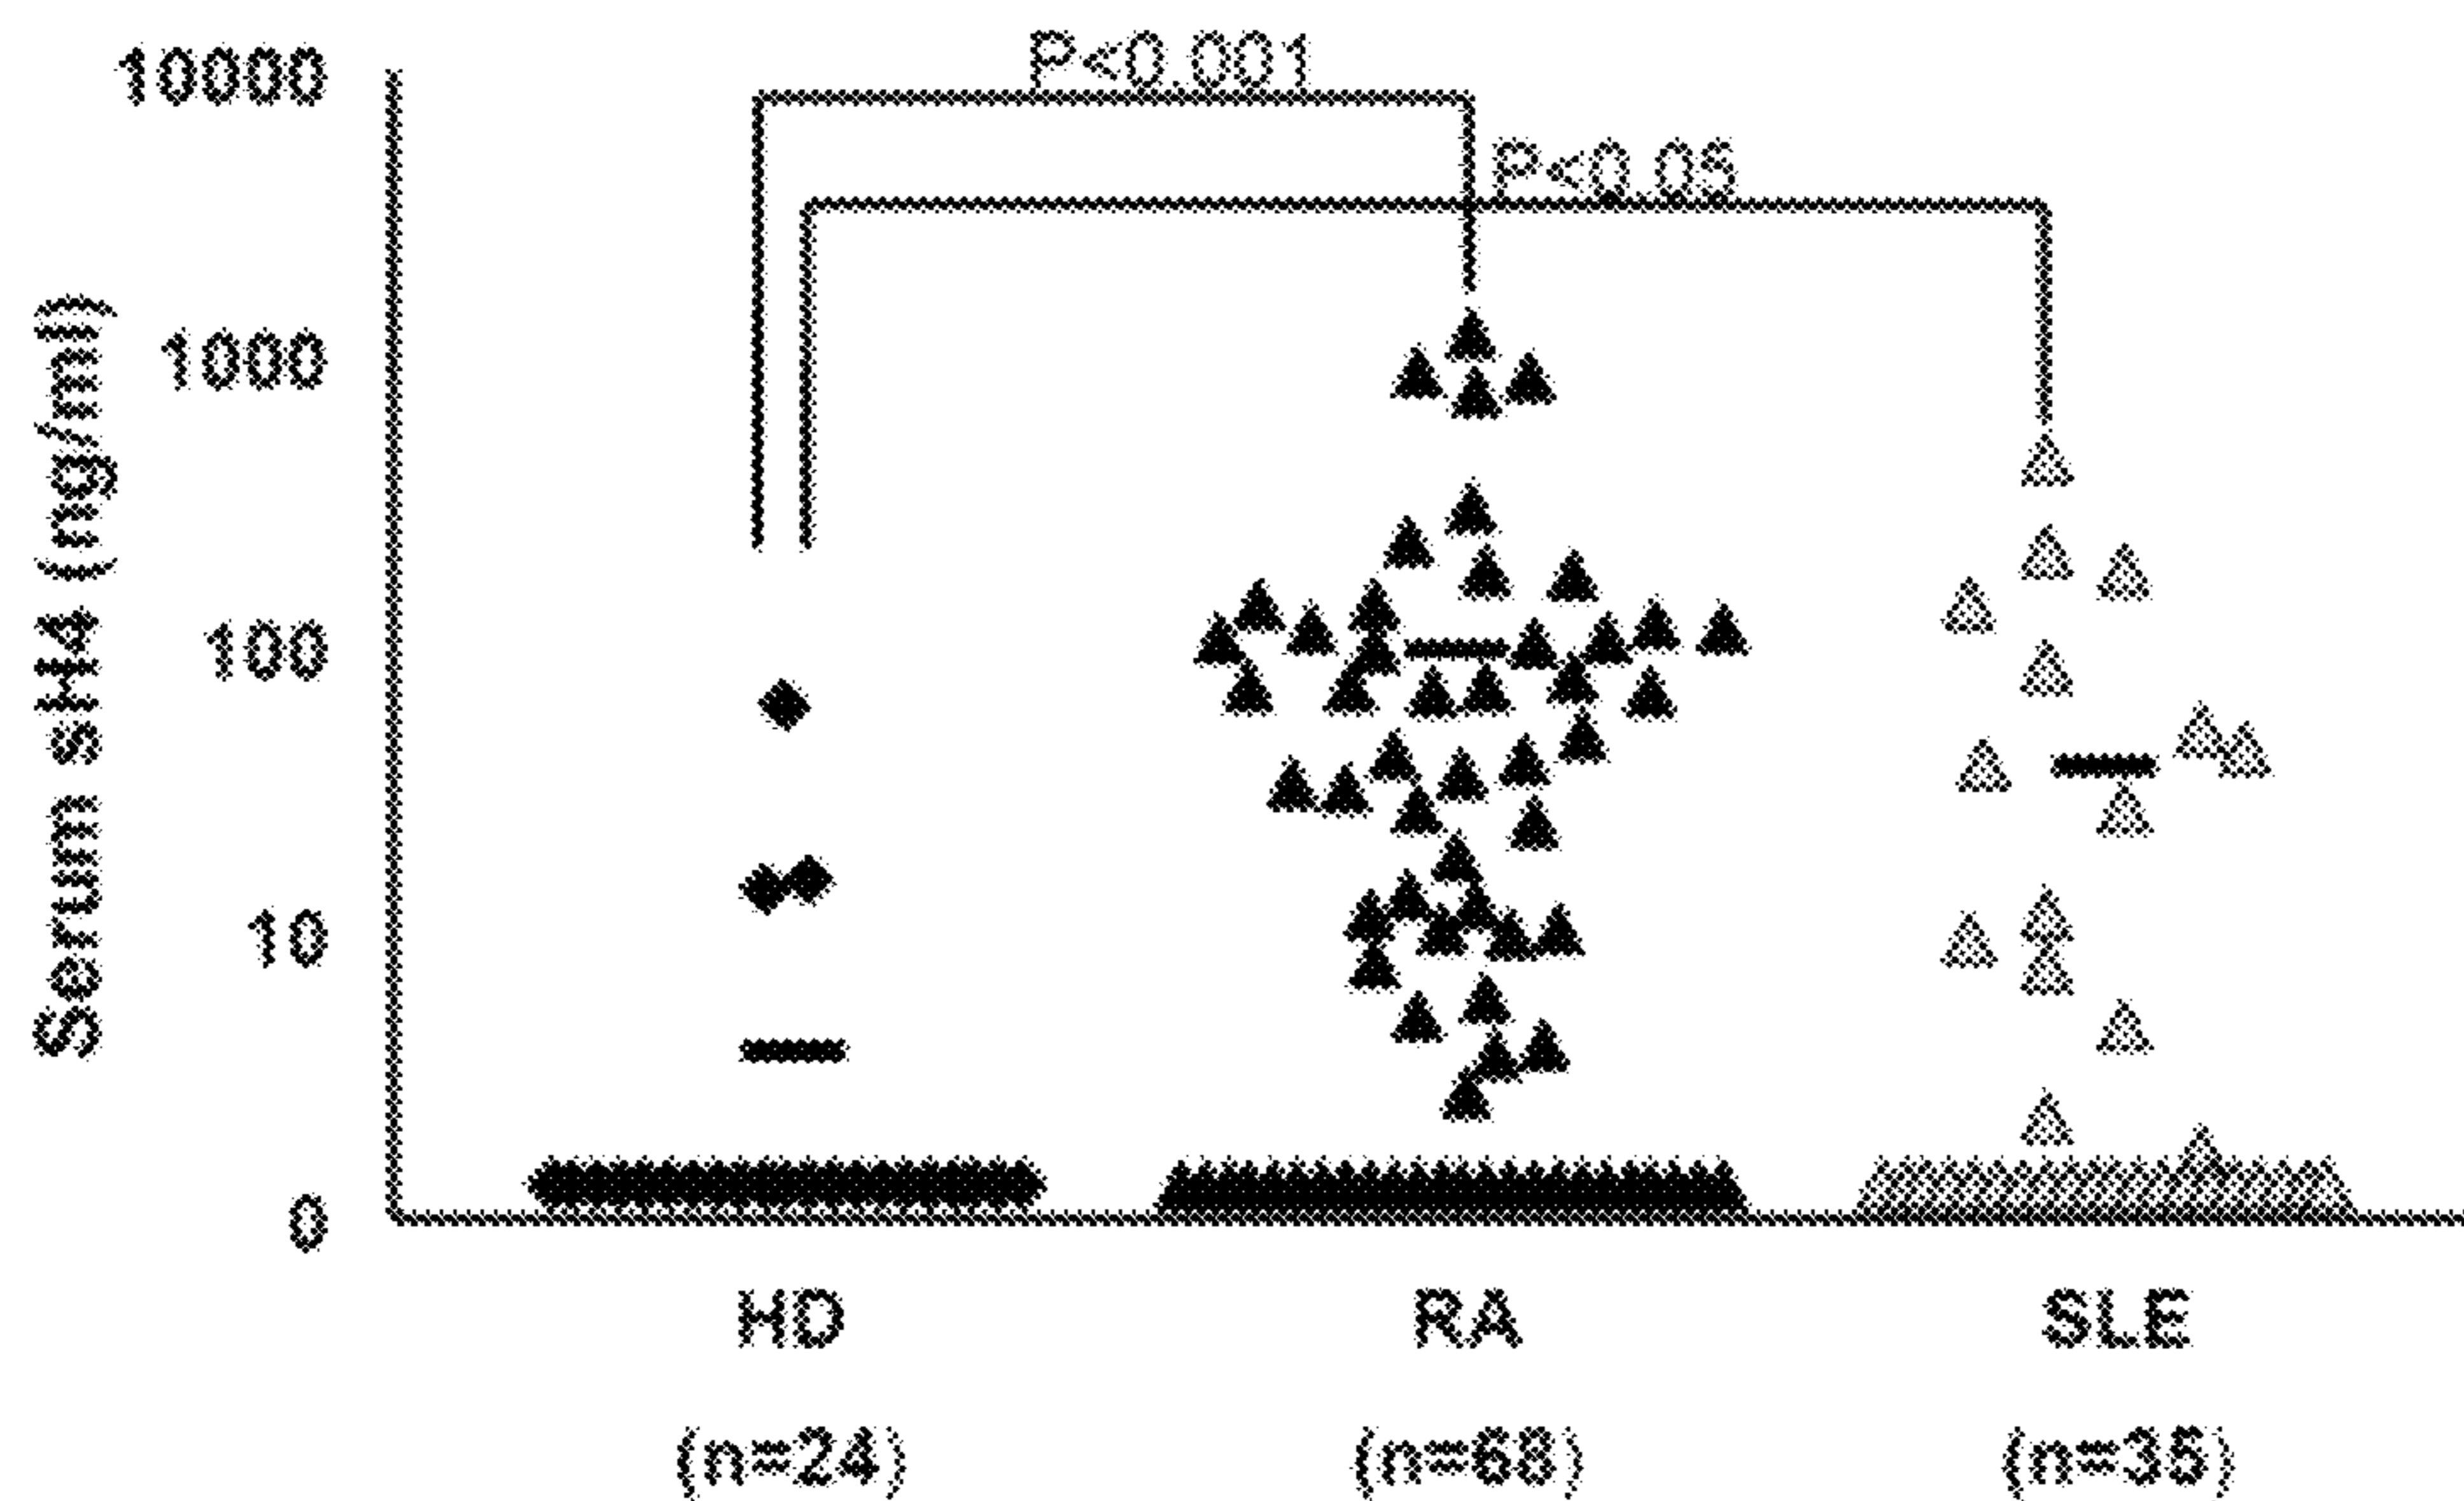 P<0.001
P<0.05
Serum sH4 (ng/ml)
10000
1000
100
10
0
HD
RA
SLE
(n=24)
(n=68)
(n=35)